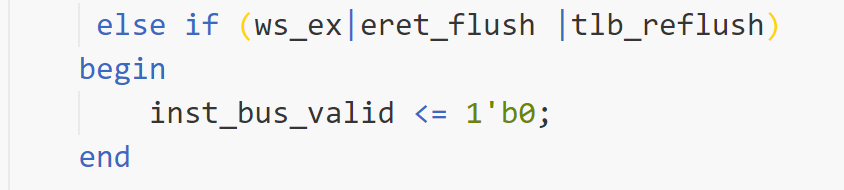 else if (ws_ex|eret_flush |tlb_reflush)
begin
inst_bus_valid <= 1'b0;
end